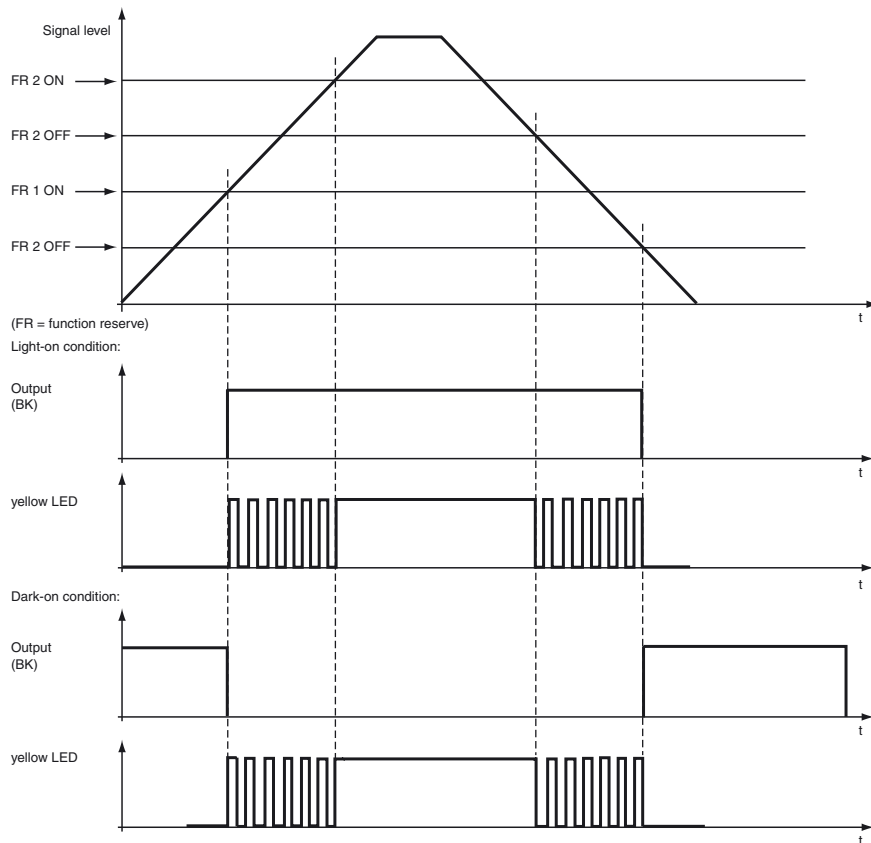 Signal level
FR 2 ON
FR 2 OFF
FR 1 ON
FR 2 OFF
t
(FR = function reserve)
Light-on condition:
Output
(BK)
t
yellow LED
t
Dark-on condition:
Output
(BK)
t
yellow LED
t